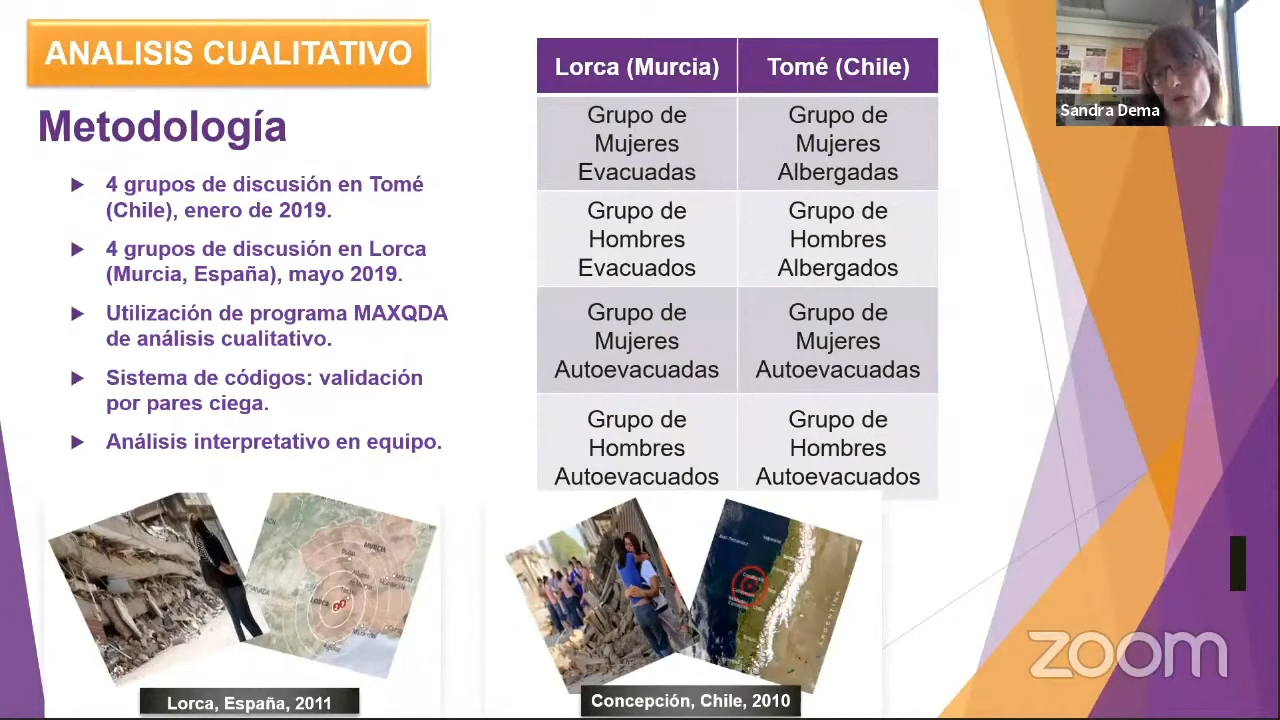 ANALISIS CUALITATIVO
Metodología
4 grupos de discusión en Tomé
(Chile), enero de 2019.
4 grupos de discusión en Lorca
(Murcia, España), mayo 2019.
Utilización de programa MAXQDA
de análisis cualitativo.
Sistema de códigos: validación
por pares ciega.
Análisis interpretativo en equipo.
Lorca (Murcia)
Tomé (Chile)
Grupo de
Mujeres
Evacuadas
Grupo de
Mujeres
Albergadas
Grupo de
Hombres
Evacuados
Grupo de
Hombres
Albergados
Grupo de
Mujeres
Autoevacuadas
Grupo de
Mujeres
Autoevacuadas
Grupo de
Hombres
Autoevacuados
Grupo de
Hombres
Autoevacuados
Sandra Dema
MURCIA
LORCA
ARGENTINA
Lorca, España, 2011
Concepción, Chile, 2010
zoom